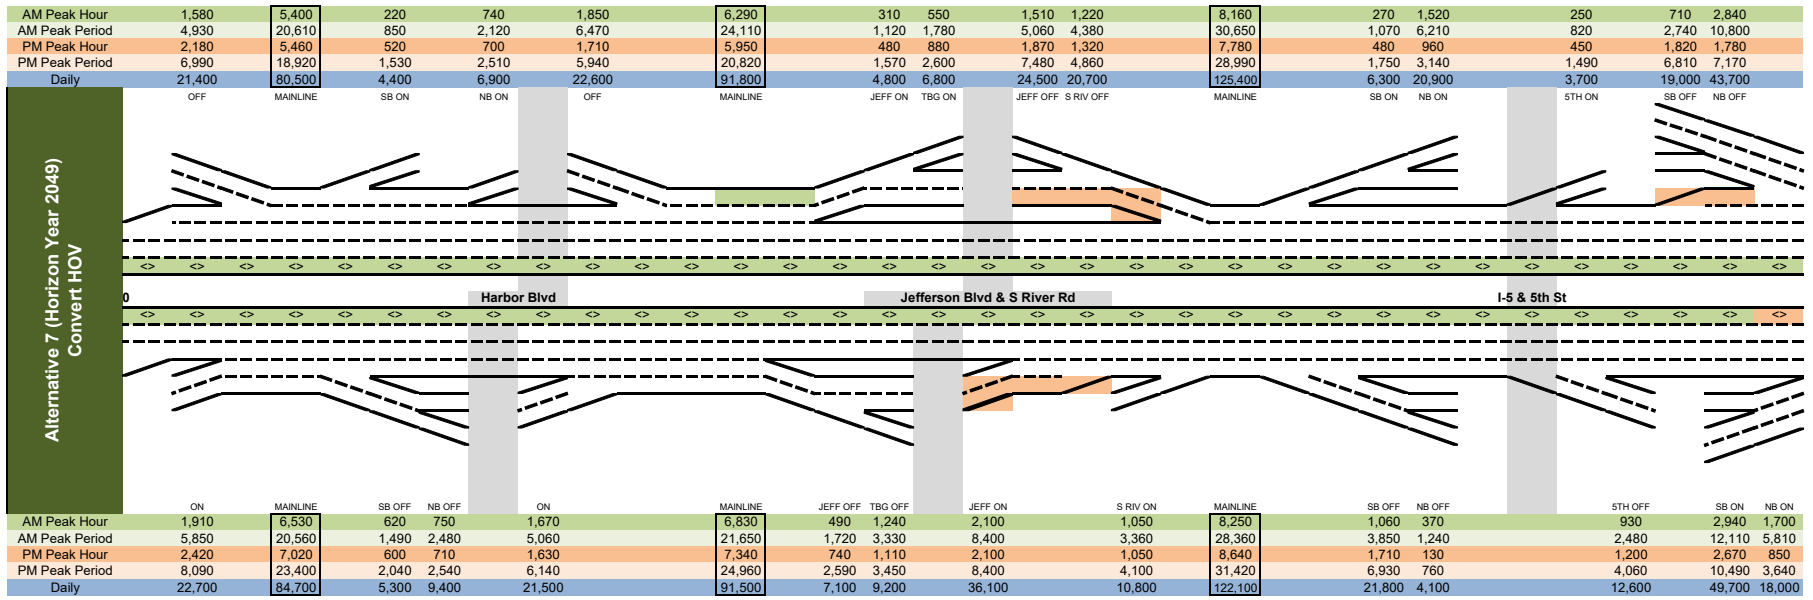 AM Peak Hour 1,580 5,400 220 740 1,850 6,290 310 550 1,510 1,220 8,160 270 1,520 250 710 2,840
AM Peak Period 4,930 20,610 850 2,120 6,470 24,110 1,120 1,780 5,060 4,380 30,650 1,070 6,210 820 2,740 10,800
PM Peak Hour 2,180 5,460 520 700 1,710 5,950 480 880 1,870 1,320 7,780 480 960 450 1,820 1,780
PM Peak Period 6,990 18,920 1,530 2,510 5,940 20,820 1,570 2,600 7,480 4,860 28,990 1,750 3,140 1,490 6,810 7,170
Daily 21,400 80,500 4,400 6,900 22,600 91,800 4,800 6,800 24,500 20,700 125,400 6,300 20,900 3,700 19,000 43,700
OFF MAINLINE SB ON NB ON OFF MAINLINE JEFF ON TBG ON JEFF OFF S RIV OFF MAINLINE SB ON NB ON 5TH ON SB OFF NB OFF
Alternative 7 (Horizon Year 2049)
Convert HOV
<> <> <> <> <> <> <> <> <> <> <> <> <> <> <> <> <> <> <> <> <> <> <> <> <> <> <> <> <> <> <> <> <> <>
0 Harbor Blvd Jefferson Blvd & S River Rd I-5 & 5th St
<> <> <> <> <> <> <> <> <> <> <> <> <> <> <> <> <> <> <> <> <> <> <> <> <> <> <> <> <> <> <> <> <> <>
ON MAINLINE SB OFF NB OFF ON MAINLINE JEFF OFF TBG OFF JEFF ON S RIV ON MAINLINE SB OFF NB OFF 5TH OFF SB ON NB ON
AM Peak Hour 1,910 6,530 620 750 1,670 6,830 490 1,240 2,100 1,050 8,250 1,060 370 930 2,940 1,700
AM Peak Period 5,850 20,560 1,490 2,480 5,060 21,650 1,720 3,330 8,400 3,360 28,360 3,850 1,240 2,480 12,110 5,810
PM Peak Hour 2,420 7,020 600 710 1,630 7,340 740 1,110 2,100 1,050 8,640 1,710 130 1,200 2,670 850
PM Peak Period 8,090 23,400 2,040 2,540 6,140 24,960 2,590 3,450 8,400 4,100 31,420 6,930 760 4,060 10,490 3,640
Daily 22,700 84,700 5,300 9,400 21,500 91,500 7,100 9,200 36,100 10,800 122,100 21,800 4,100 12,600 49,700 18,000